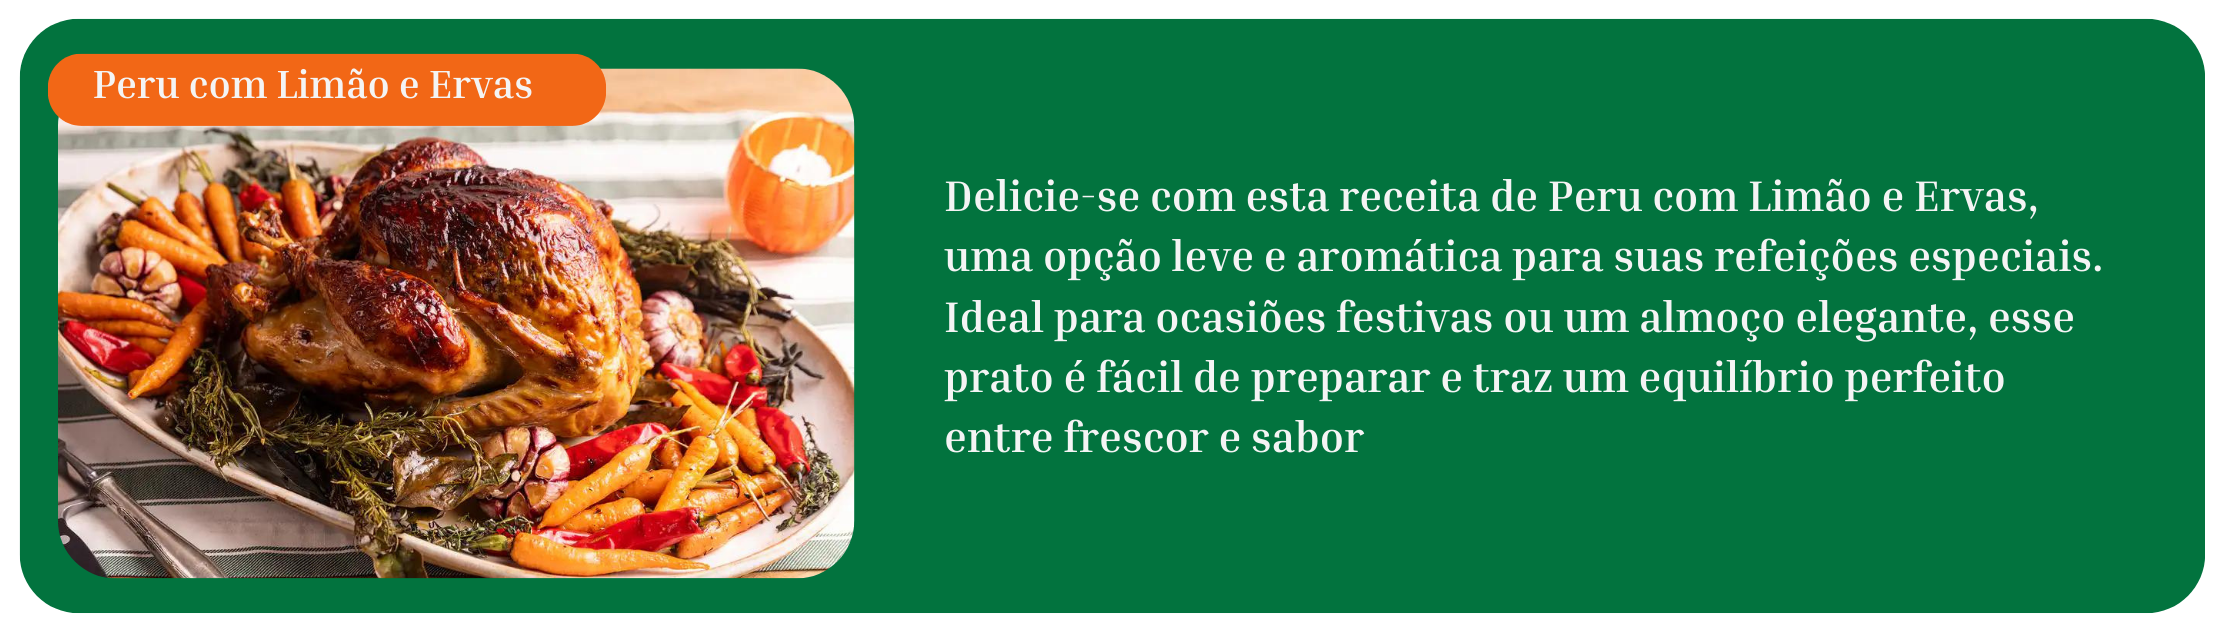 Peru com Limão e Ervas
Delicie-se com esta receita de Peru com Limão e Ervas,
uma opção leve e aromática para suas refeições especiais.
Ideal para ocasiões festivas ou um almoço elegante, esse
prato é fácil de preparar e traz um equilíbrio perfeito
entre frescor e sabor